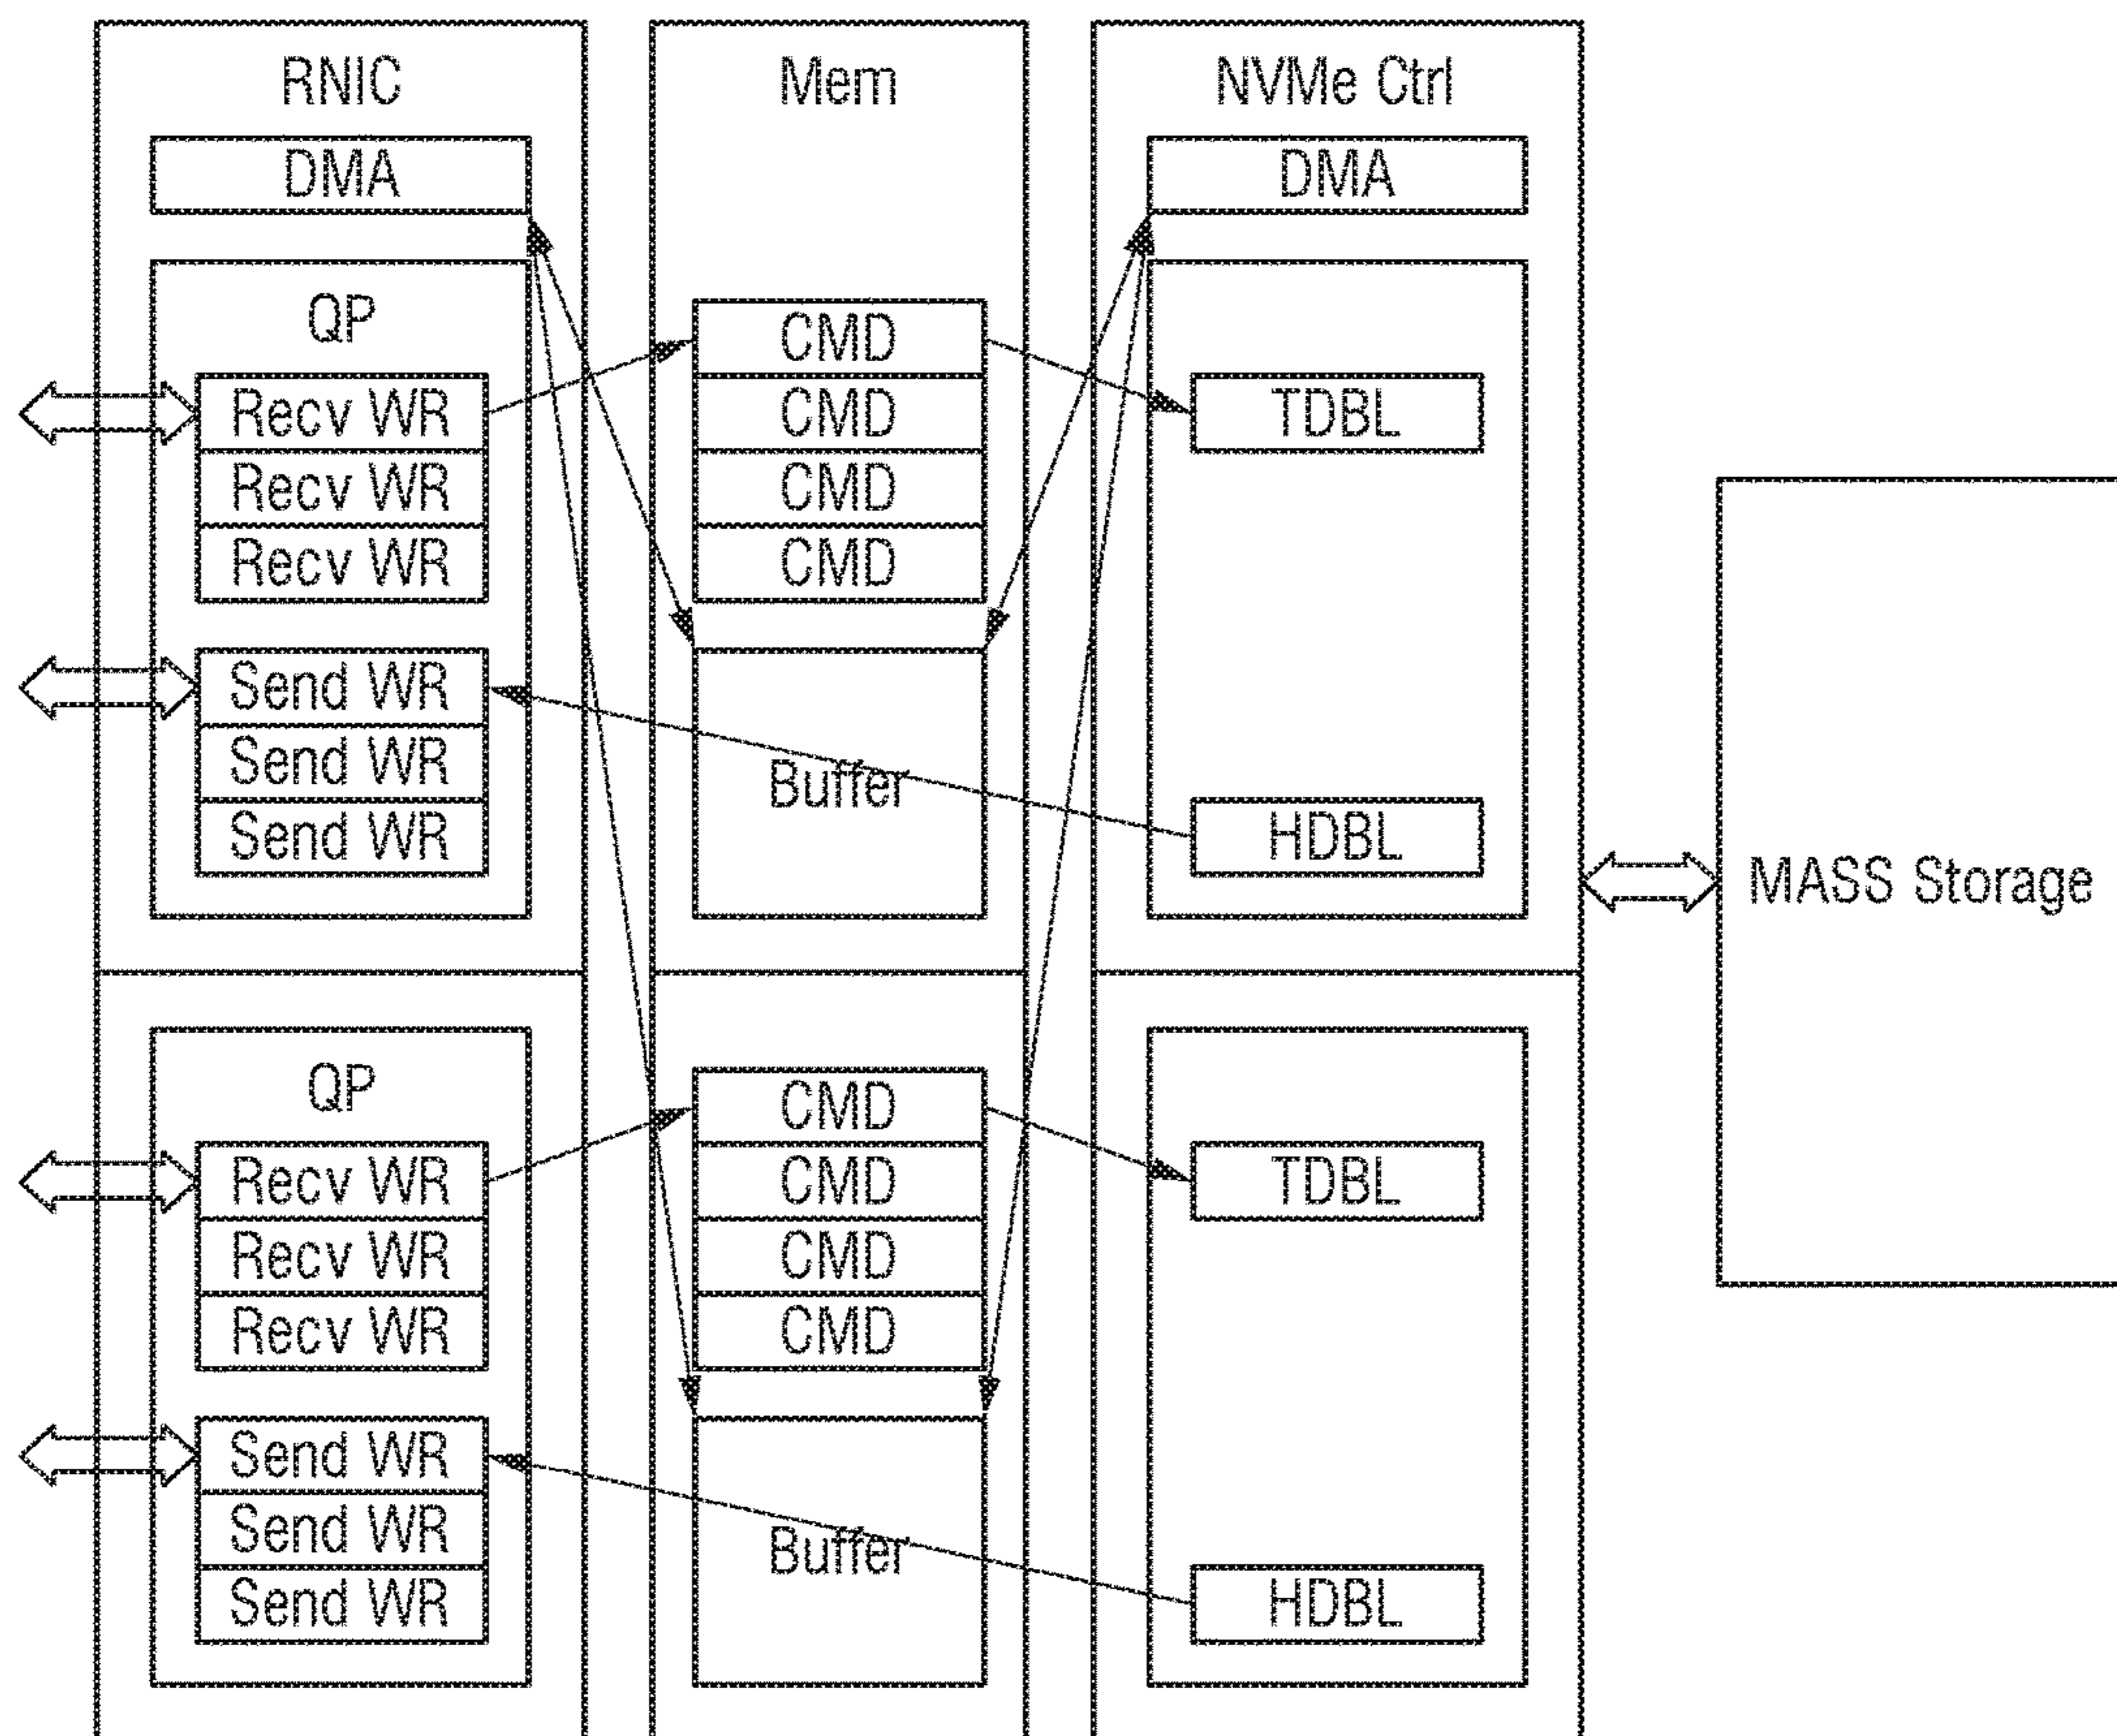 RNIC
DMA
QP
Recv WR
Recv WR
Recv WR
Send WR
Send WR
Send WR
QP
Recv WR
Recv WR
Recv WR
Send WR
Send WR
Send WR
Mem
CMD
CMD
CMD
CMD
Buffer
CMD
CMD
CMD
CMD
Buffer
NVMe Ctrl
DMA
TDBL
HDBL
TDBL
HDBL
MASS Storage